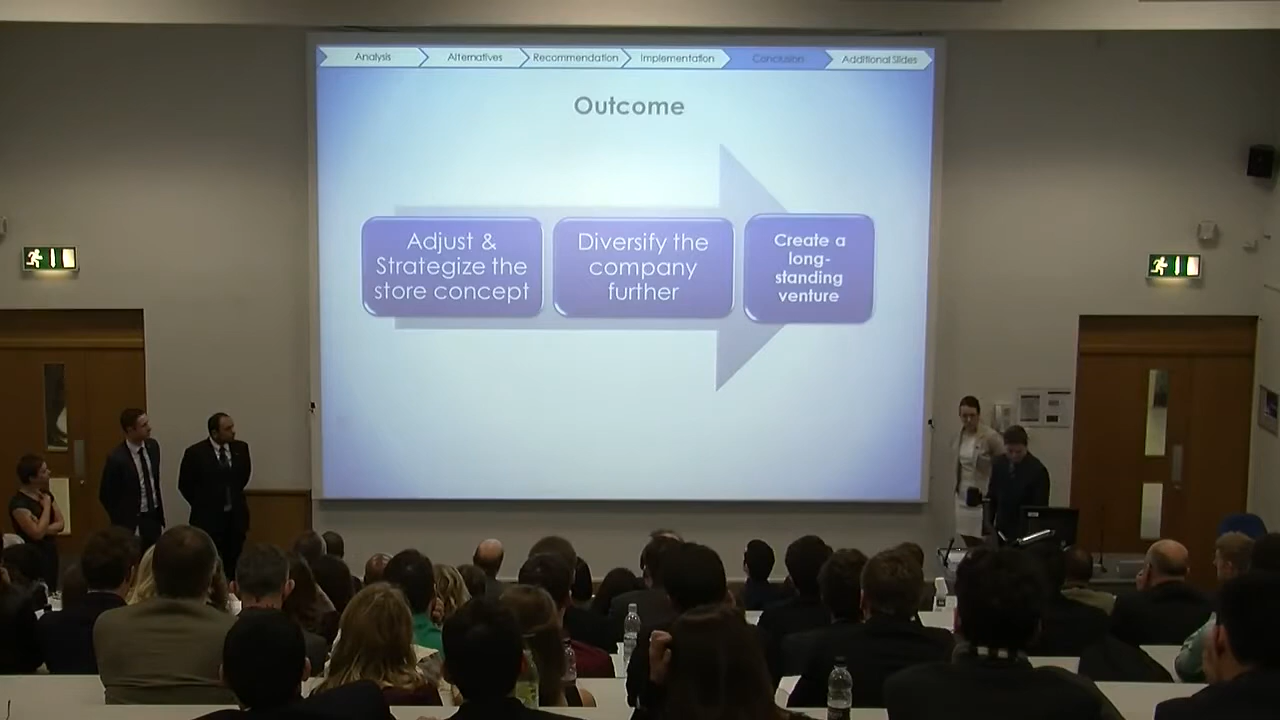 Analysis
Alternatives
Recommendation
Implementation
Conclusion
Additional Slides
Outcome
Adjust &
Strategize the
store concept
Diversify the
company
further
Create a
long-
standing
venture